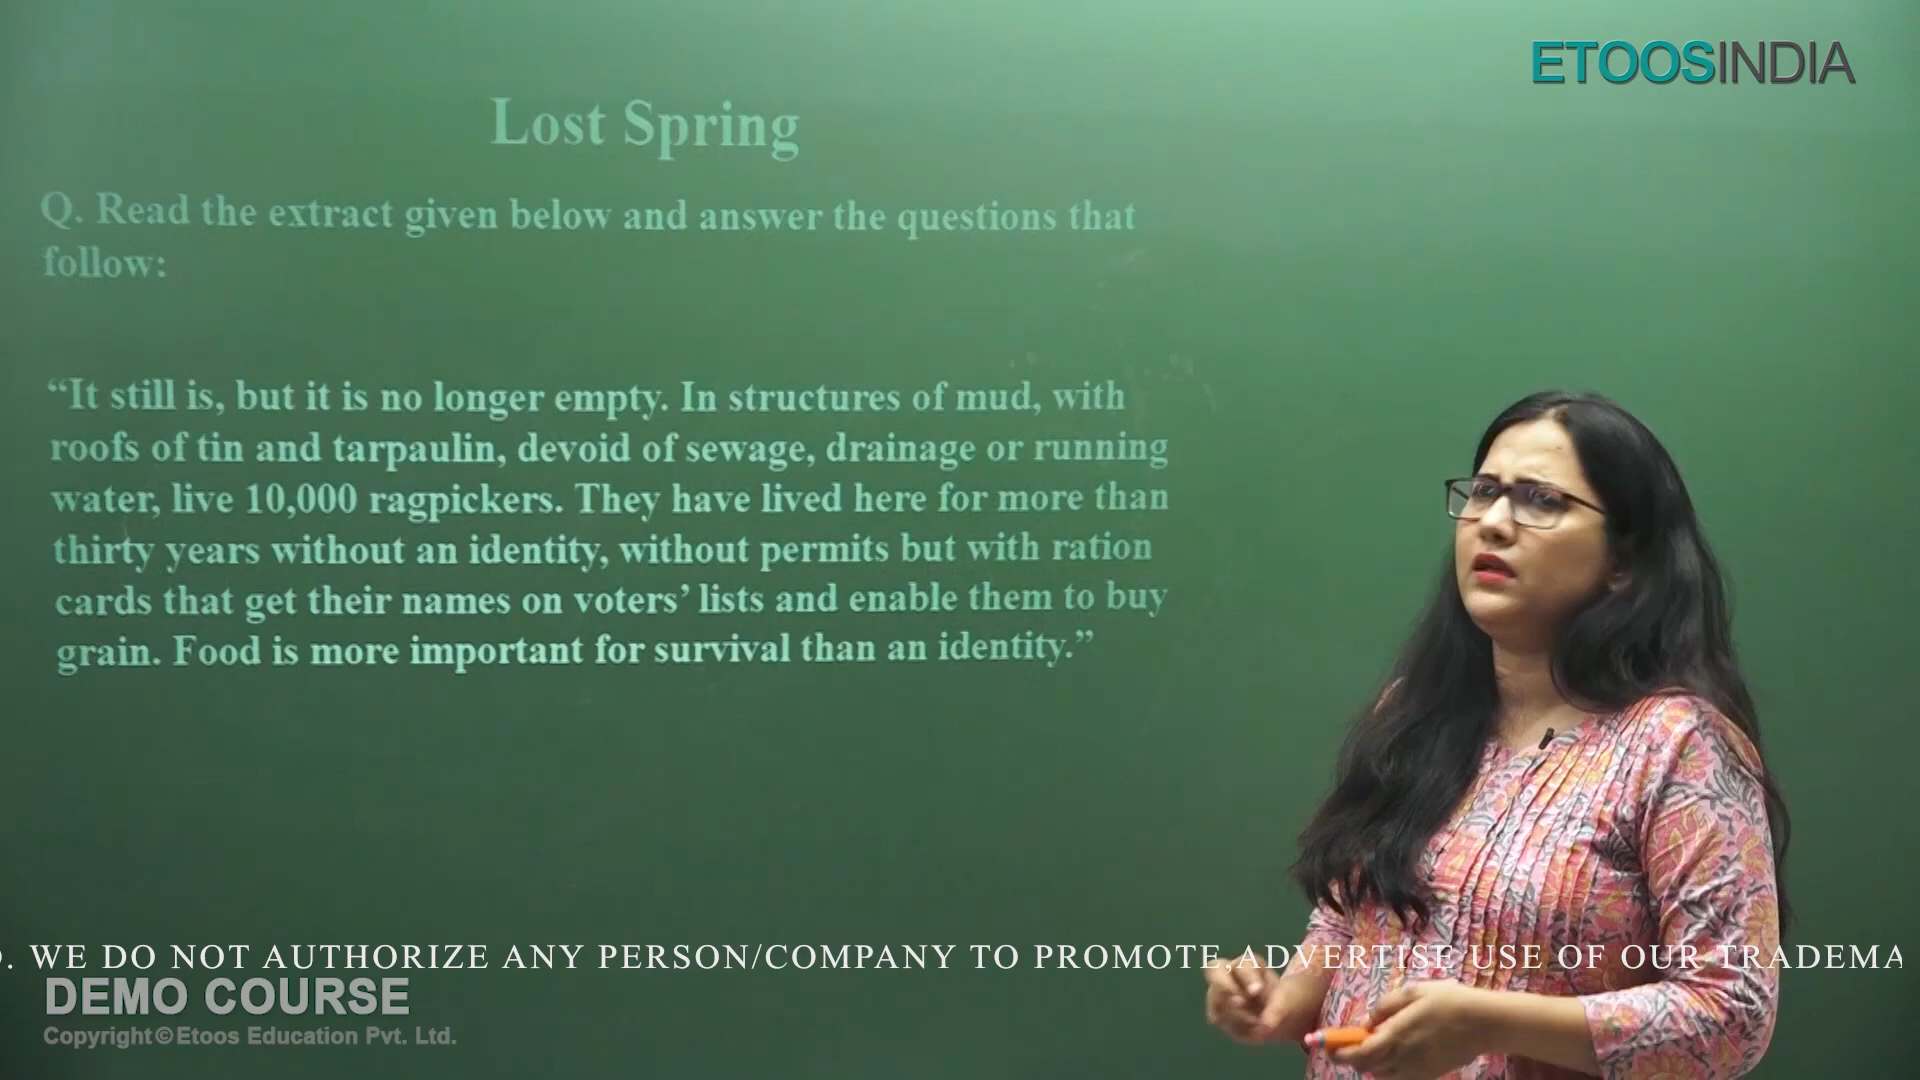 ETOOSINDIA
Lost Spring
Q. Read the extract given below and answer the questions that
follow:
“It still is, but it is no longer empty. In structures of mud, with
roofs of tin and tarpaulin, devoid of sewage, drainage or running
water, live 10,000 ragpickers. They have lived here for more than
thirty years without an identity, without permits but with ration
cards that get their names on voters’ lists and enable them to buy
grain. Food is more important for survival than an identity.”
. WE DO NOT AUTHORIZE ANY PERSON/COMPANY TO PROMOTE,ADVERTISE USE OF OUR TRADEMA
DEMO COURSE
Copyright©Etoos Education Pvt. Ltd.